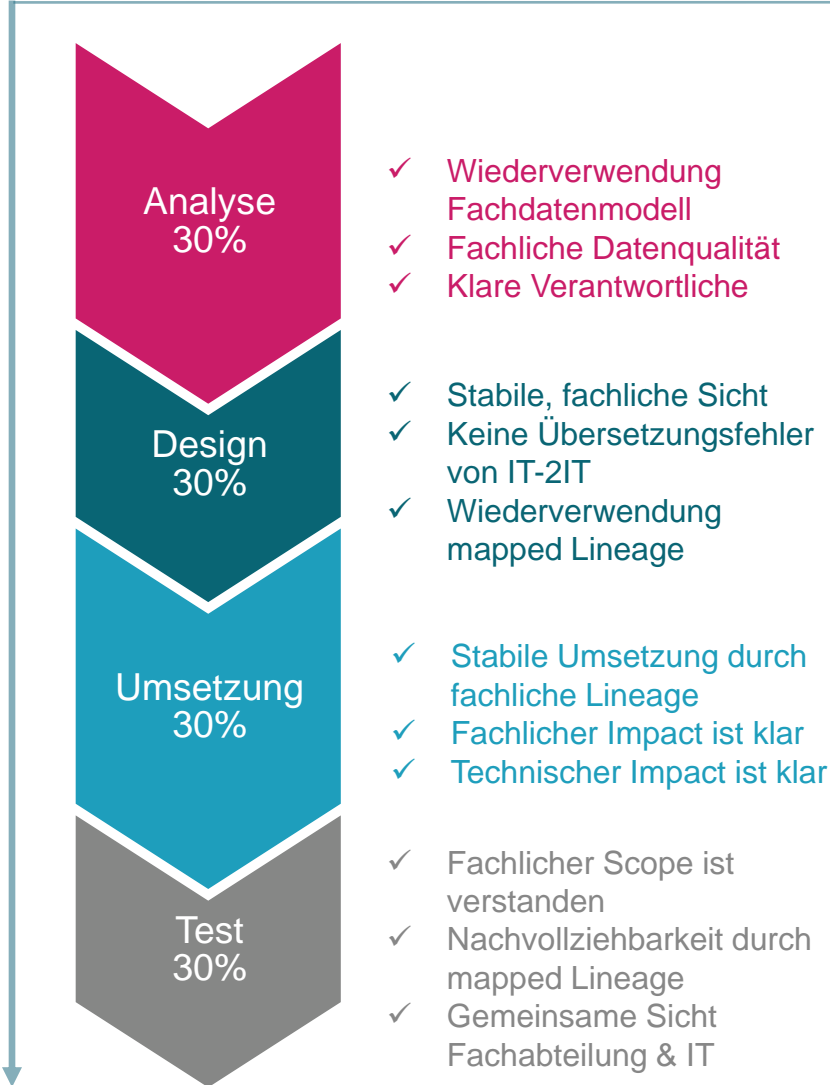 Analyse
30%
✓ Wiederverwendung
Fachdatenmodell
✓ Fachliche Datenqualität
✓ Klare Verantwortliche
Design
30%
✓ Stabile, fachliche Sicht
✓ Keine Übersetzungsfehler
von IT-2IT
✓ Wiederverwendung
mapped Lineage
Umsetzung
30%
✓ Stabile Umsetzung durch
fachliche Lineage
✓ Fachlicher Impact ist klar
✓ Technischer Impact ist klar
Test
30%
✓ Fachlicher Scope ist
verstanden
✓ Nachvollziehbarkeit durch
mapped Lineage
✓ Gemeinsame Sicht
Fachabteilung & IT